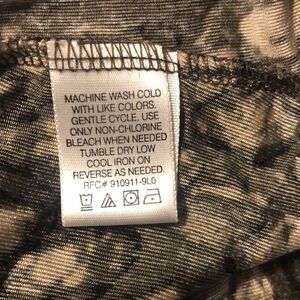 MACHINE WASH COLD
WITH LIKE COLORS.
GENTLE CYCLE. USE
ONLY NON-CHLORINE
BLEACH WHEN NEEDED
TUMBLE DRY LOW
COOL IRON ON
REVERSE AS NEEDED.
RFC# 910911-9L0